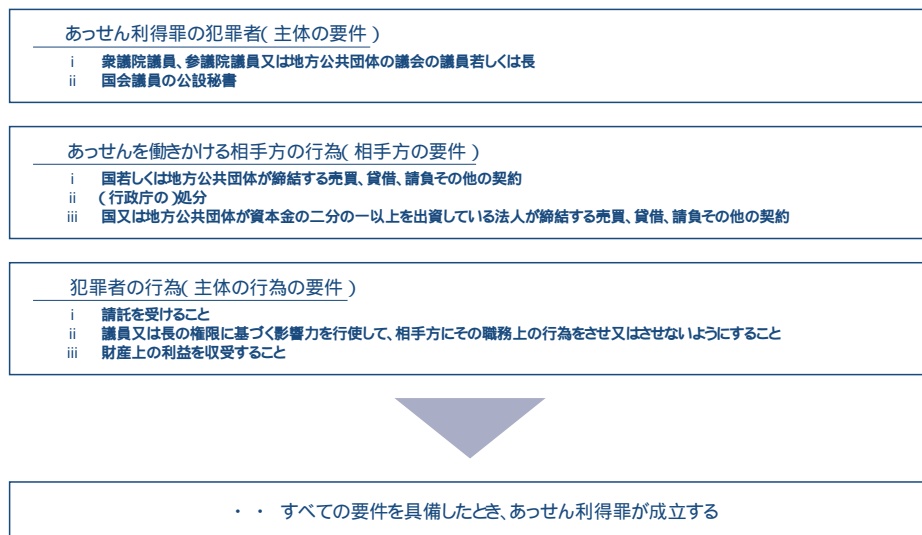 あっせん利得罪の犯罪者(主体の要件)
i 衆議院議員、参議院議員又は地方公共団体の議会の議員若しくは長
ii 国会議員の公設秘書
あっせんを働きかける相手方の行為(相手方の要件)
i 国若しくは地方公共団体が締結する売買、貸借、請負その他の契約
ii (行政庁の)処分
iii 国又は地方公共団体が資本金の二分の一以上を出資している法人が締結する売買、貸借、請負その他の契約
犯罪者の行為(主体の行為の要件)
i 請託を受けること
ii 議員又は長の権限に基づく影響力を行使して、相手方にその職務上の行為をさせ又はさせないようにすること
iii 財産上の利益を収受すること
・ ・ すべての要件を具備したとき、あっせん利得罪が成立する